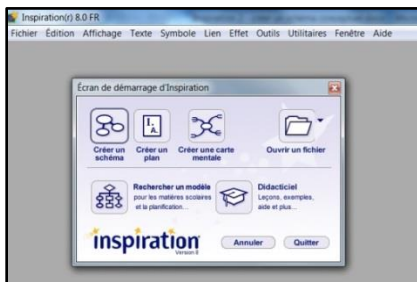 Inspiration(r) 8.0 FR
Fichier Édition Affichage Texte Symbole Lien Effet Outils Utilitaires Fenêtre Aide
Écran de démarrage d'Inspiration
Créer un schéma
Créer un plan
Créer une carte mentale
Ouvrir un fichier
Rechercher un modèle
pour les matières scolaires
et la planification...
Didacticiel
Leçons, exemples,
aide et plus...
inspiration
Version 8
Annuler
Quitter